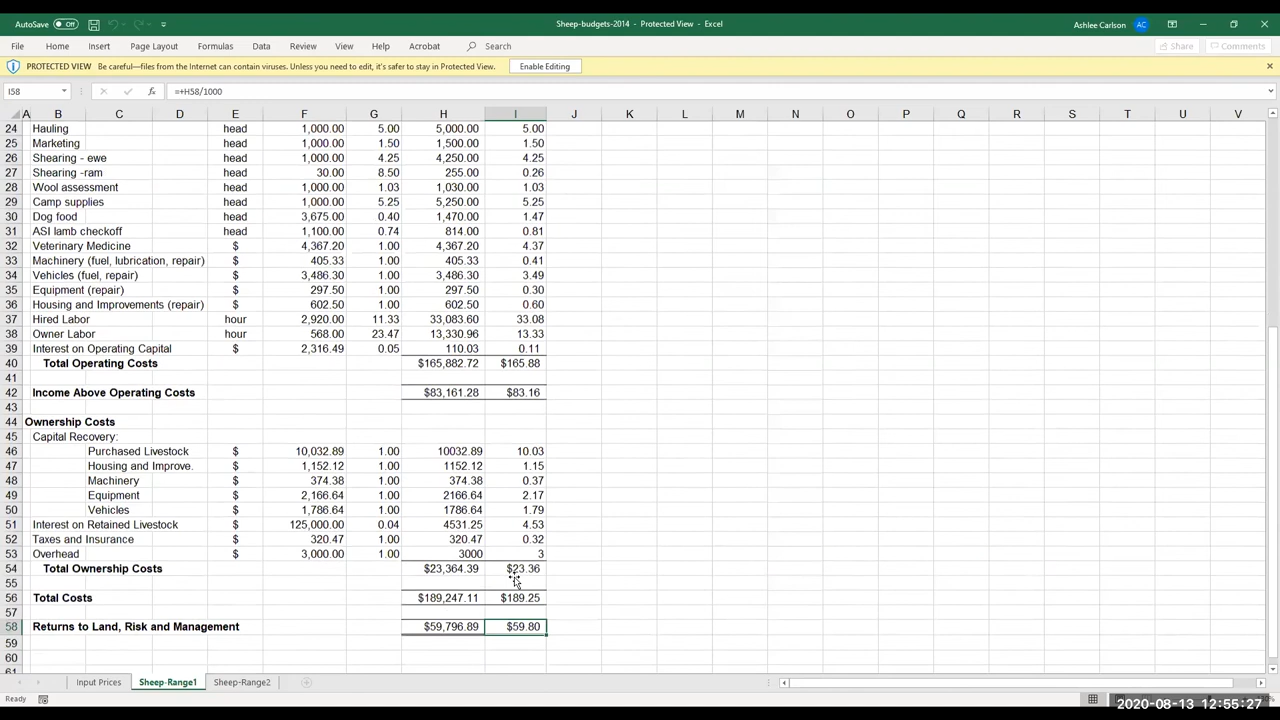 AutoSave Off Sheep-budgets-2014 - Protected View - Excel Ashlee Carlson AC
File Home Insert Page Layout Formulas Data Review View Help Acrobat Search Share Comments
PROTECTED VIEW Be careful—files from the Internet can contain viruses. Unless you need to edit, it's safer to stay in Protected View. Enable Editing
I58 fx =+H58/1000
A B C D E F G H I J K L M N O P Q R S T U V
24 Hauling head 1,000.00 5.00 5,000.00 5.00
25 Marketing head 1,000.00 1.50 1,500.00 1.50
26 Shearing - ewe head 1,000.00 4.25 4,250.00 4.25
27 Shearing -ram head 30.00 8.50 255.00 0.26
28 Wool assessment head 1,000.00 1.03 1,030.00 1.03
29 Camp supplies head 1,000.00 5.25 5,250.00 5.25
30 Dog food head 3,675.00 0.40 1,470.00 1.47
31 ASI lamb checkoff head 1,100.00 0.74 814.00 0.81
32 Veterinary Medicine $ 4,367.20 1.00 4,367.20 4.37
33 Machinery (fuel, lubrication, repair) $ 405.33 1.00 405.33 0.41
34 Vehicles (fuel, repair) $ 3,486.30 1.00 3,486.30 3.49
35 Equipment (repair) $ 297.50 1.00 297.50 0.30
36 Housing and Improvements (repair) $ 602.50 1.00 602.50 0.60
37 Hired Labor hour 2,920.00 11.33 33,083.60 33.08
38 Owner Labor hour 568.00 23.47 13,330.96 13.33
39 Interest on Operating Capital $ 2,316.49 0.05 110.03 0.11
40 Total Operating Costs $165,882.72 $165.88
41
42 Income Above Operating Costs $83,161.28 $83.16
43
44 Ownership Costs
45 Capital Recovery:
46 Purchased Livestock $ 10,032.89 1.00 10032.89 10.03
47 Housing and Improve. $ 1,152.12 1.00 1152.12 1.15
48 Machinery $ 374.38 1.00 374.38 0.37
49 Equipment $ 2,166.64 1.00 2166.64 2.17
50 Vehicles $ 1,786.64 1.00 1786.64 1.79
51 Interest on Retained Livestock $ 125,000.00 0.04 4531.25 4.53
52 Taxes and Insurance $ 320.47 1.00 320.47 0.32
53 Overhead $ 3,000.00 1.00 3000 3
54 Total Ownership Costs $23,364.39 $23.36
55
56 Total Costs $189,247.11 $189.25
57
58 Returns to Land, Risk and Management $59,796.89 $59.80
59
60
61
Input Prices Sheep-Range1 Sheep-Range2
Ready
2020-08-13 12:55:27